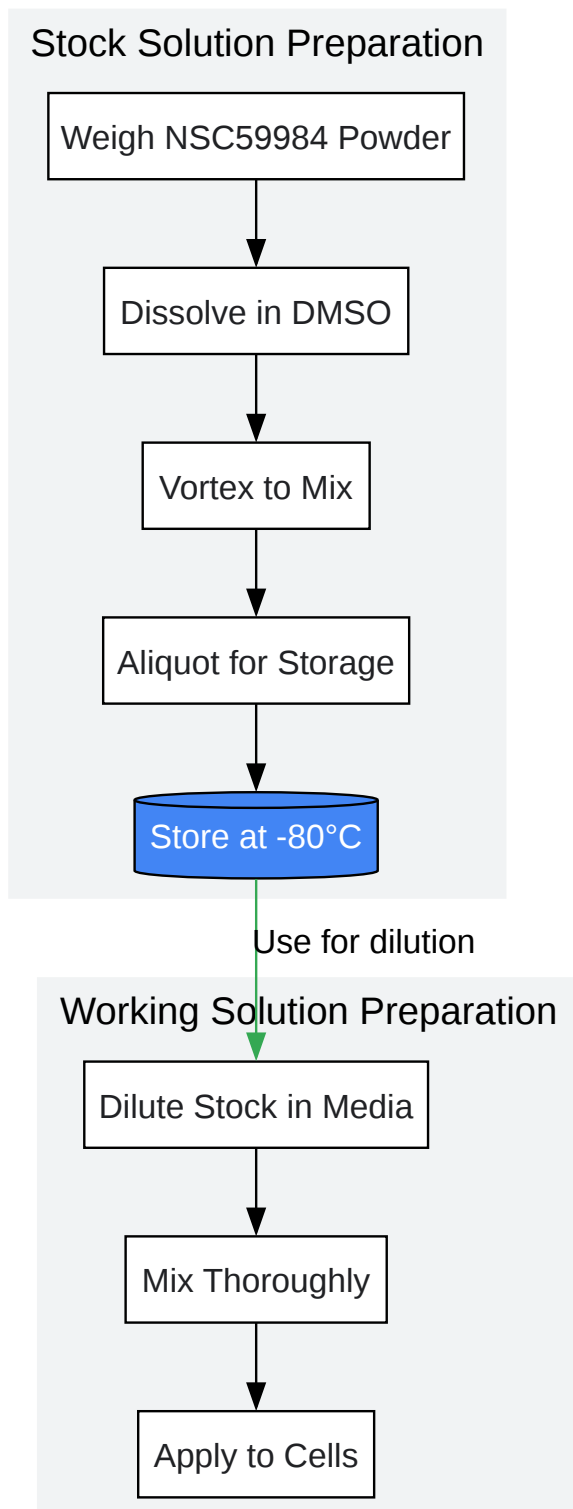 Stock Solution Preparation
Weigh NSC59984 Powder
Dissolve in DMSO
Vortex to Mix
Aliquot for Storage
Store at -80°C
Use for dilution
Working Solution Preparation
Dilute Stock in Media
Mix Thoroughly
Apply to Cells